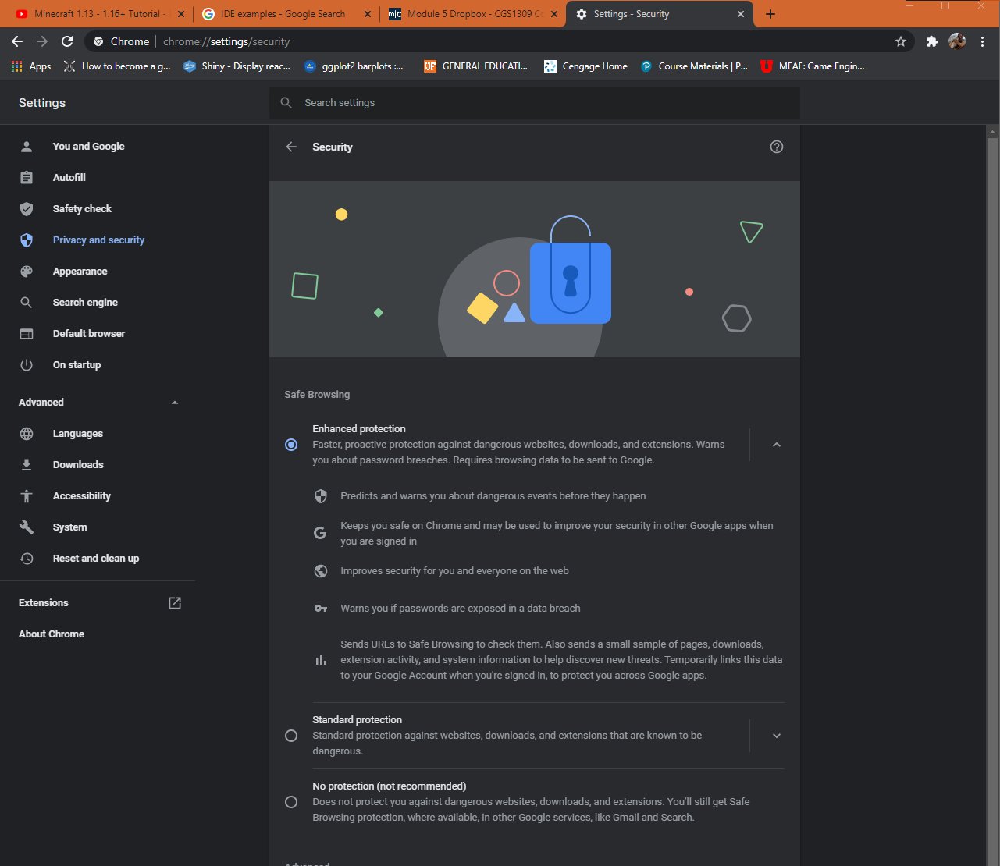 Minecraft 1.13 - 1.16+ Tutorial -
IDE examples - Google Search
m|c Module 5 Dropbox - CGS1309 Co
Settings - Security
Chrome chrome://settings/security
Apps
How to become a g...
Shiny - Display reac...
ggplot2 barplots :...
UF GENERAL EDUCATI...
Cengage Home
Course Materials | P...
MEAE: Game Engin...
Settings
Search settings
You and Google
Autofill
Safety check
Privacy and security
Appearance
Search engine
Default browser
On startup
Advanced
Languages
Downloads
Accessibility
System
Reset and clean up
Extensions
About Chrome
Security
Safe Browsing
Enhanced protection
Faster, proactive protection against dangerous websites, downloads, and extensions. Warns
you about password breaches. Requires browsing data to be sent to Google.
Predicts and warns you about dangerous events before they happen
Keeps you safe on Chrome and may be used to improve your security in other Google apps when
you are signed in
Improves security for you and everyone on the web
Warns you if passwords are exposed in a data breach
Sends URLs to Safe Browsing to check them. Also sends a small sample of pages, downloads,
extension activity, and system information to help discover new threats. Temporarily links this data
to your Google Account when you're signed in, to protect you across Google apps.
Standard protection
Standard protection against websites, downloads, and extensions that are known to be
dangerous.
No protection (not recommended)
Does not protect you against dangerous websites, downloads, and extensions. You'll still get Safe
Browsing protection, where available, in other Google services, like Gmail and Search.
Advanced